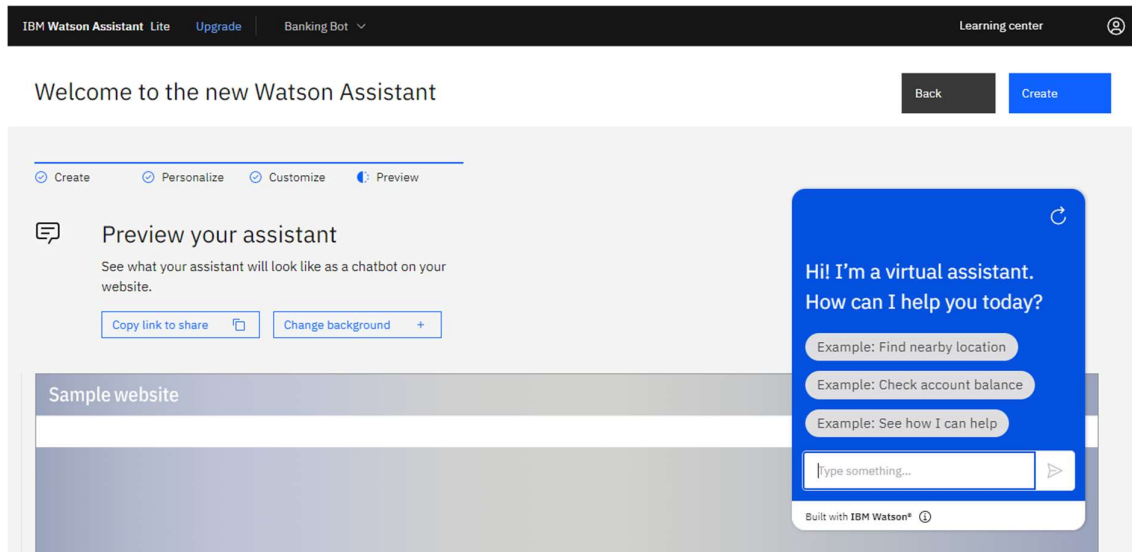 IBM Watson Assistant Lite Upgrade Banking Bot Learning center
Welcome to the new Watson Assistant
Back Create
Create Personalize Customize Preview
Preview your assistant
See what your assistant will look like as a chatbot on your
website.
Copy link to share Change background +
Sample website
Hi! I'm a virtual assistant.
How can I help you today?
Example: Find nearby location
Example: Check account balance
Example: See how I can help
Type something...
Built with IBM Watson®